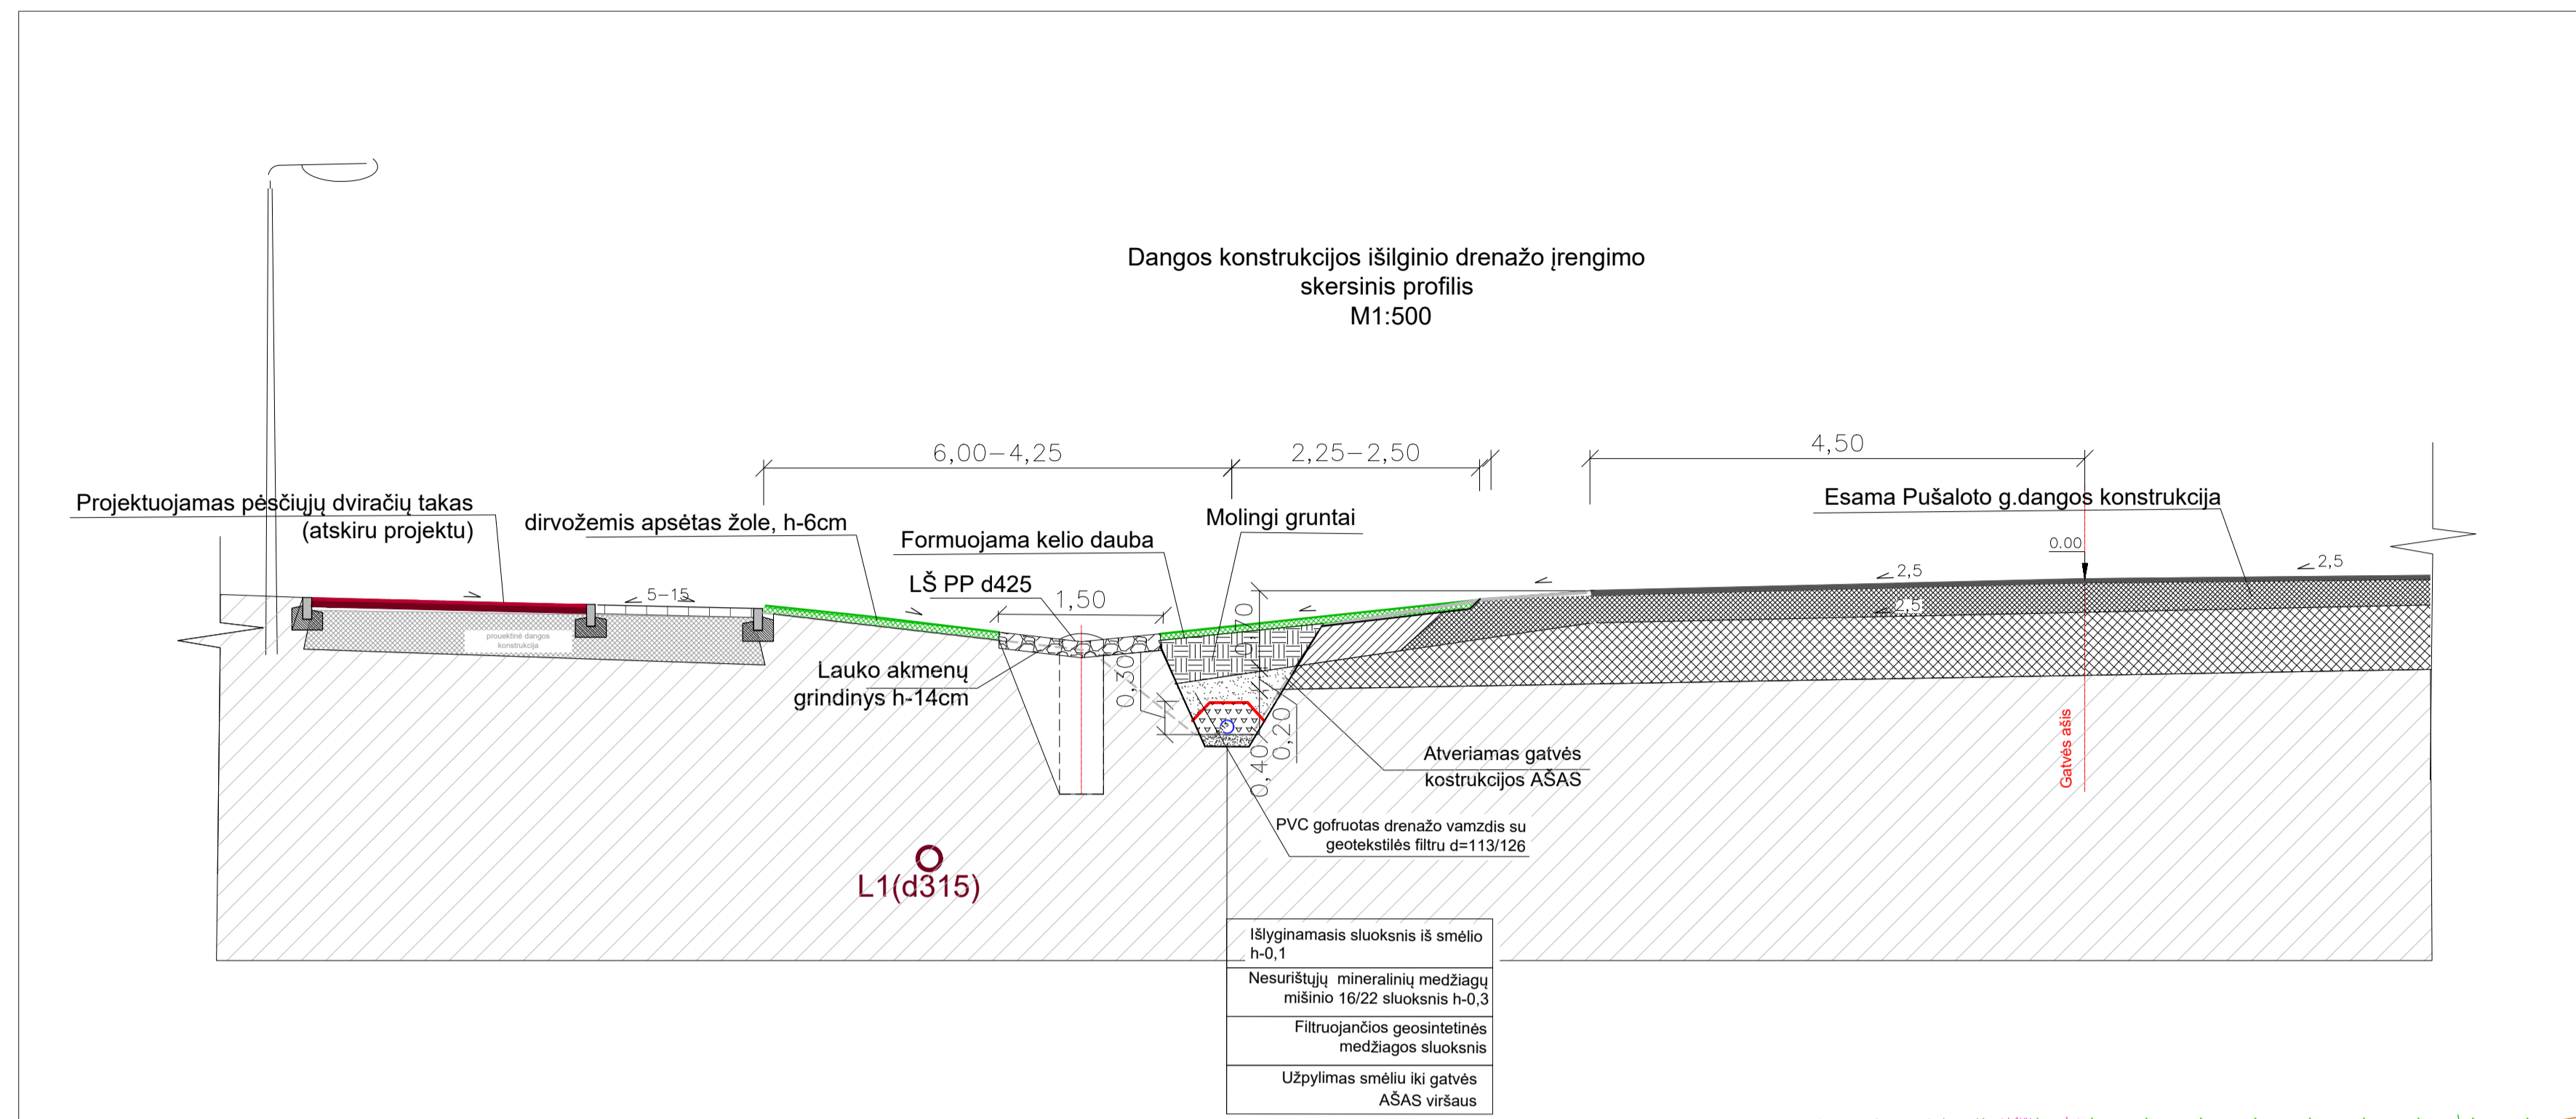 Dangos konstrukcijos išilginio drenažo įrengimo
skersinis profilis
M1:500
6,00-4,25
2,25-2,50
4,50
Projektuojamas pėsčiųjų dviračių takas
(atskiru projektu)
dirvožemis apsėtas žole, h-6cm
Formuojama kelio dauba
LŠ PP d425
Molingi gruntai
Esama Pušaloto g.dangos konstrukcija
0.00
2,5
2,5
2,5
5-15
1,50
0,70
prouektinė dangos
konstrukcija
Lauko akmenų
grindinys h-14cm
0,30
0,20
0,40
Gatvės ašis
Atveriamas gatvės
kostrukcijos AŠAS
PVC gofruotas drenažo vamzdis su
geotekstilės filtru d=113/126
L1(d315)
Išlyginamasis sluoksnis iš smėlio
h-0,1
Nesurištųjų mineralinių medžiagų
mišinio 16/22 sluoksnis h-0,3
Filtruojančios geosintetinės
medžiagos sluoksnis
Užpylimas smėliu iki gatvės
AŠAS viršaus